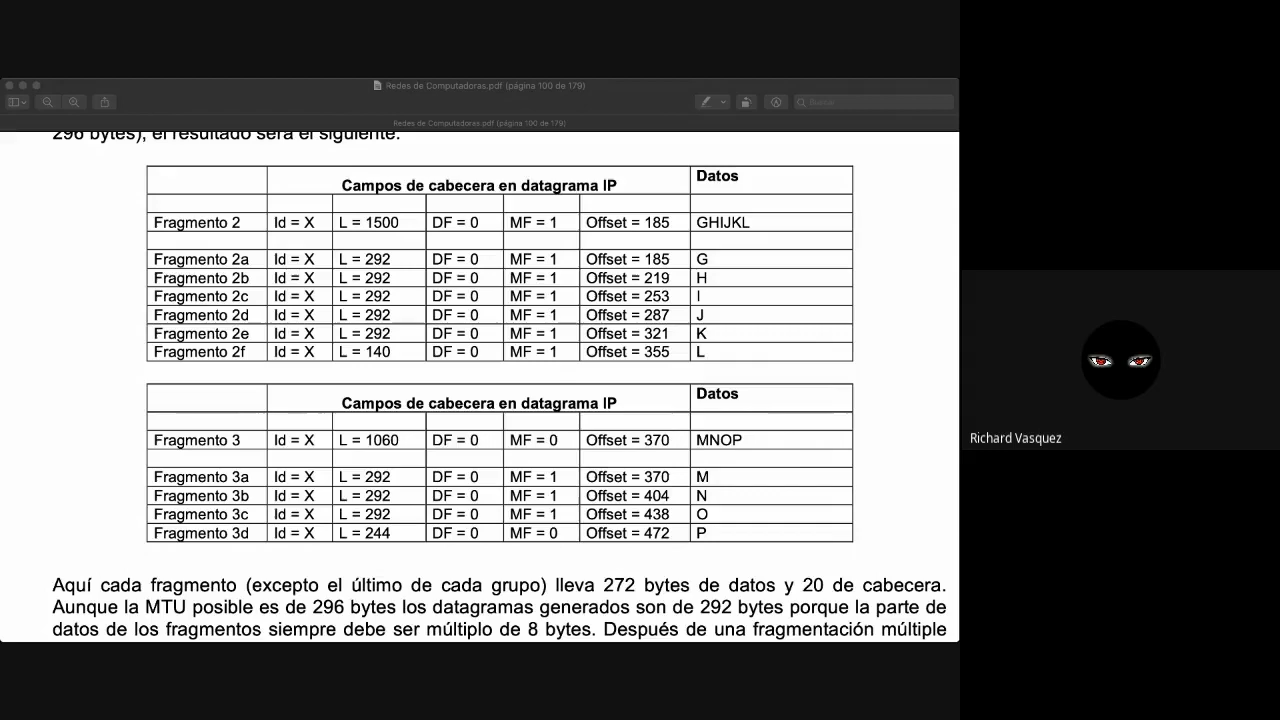 Redes de Computadoras.pdf (página 100 de 179)
Buscar
Redes de Computadoras.pdf (página 100 de 179)
296 bytes), el resultado será el siguiente:
Campos de cabecera en datagrama IP Datos
Fragmento 2 Id = X L = 1500 DF = 0 MF = 1 Offset = 185 GHIJKL
Fragmento 2a Id = X L = 292 DF = 0 MF = 1 Offset = 185 G
Fragmento 2b Id = X L = 292 DF = 0 MF = 1 Offset = 219 H
Fragmento 2c Id = X L = 292 DF = 0 MF = 1 Offset = 253 I
Fragmento 2d Id = X L = 292 DF = 0 MF = 1 Offset = 287 J
Fragmento 2e Id = X L = 292 DF = 0 MF = 1 Offset = 321 K
Fragmento 2f Id = X L = 140 DF = 0 MF = 1 Offset = 355 L
Campos de cabecera en datagrama IP Datos
Fragmento 3 Id = X L = 1060 DF = 0 MF = 0 Offset = 370 MNOP
Fragmento 3a Id = X L = 292 DF = 0 MF = 1 Offset = 370 M
Fragmento 3b Id = X L = 292 DF = 0 MF = 1 Offset = 404 N
Fragmento 3c Id = X L = 292 DF = 0 MF = 1 Offset = 438 O
Fragmento 3d Id = X L = 244 DF = 0 MF = 0 Offset = 472 P
Aquí cada fragmento (excepto el último de cada grupo) lleva 272 bytes de datos y 20 de cabecera.
Aunque la MTU posible es de 296 bytes los datagramas generados son de 292 bytes porque la parte de
datos de los fragmentos siempre debe ser múltiplo de 8 bytes. Después de una fragmentación múltiple
Richard Vasquez